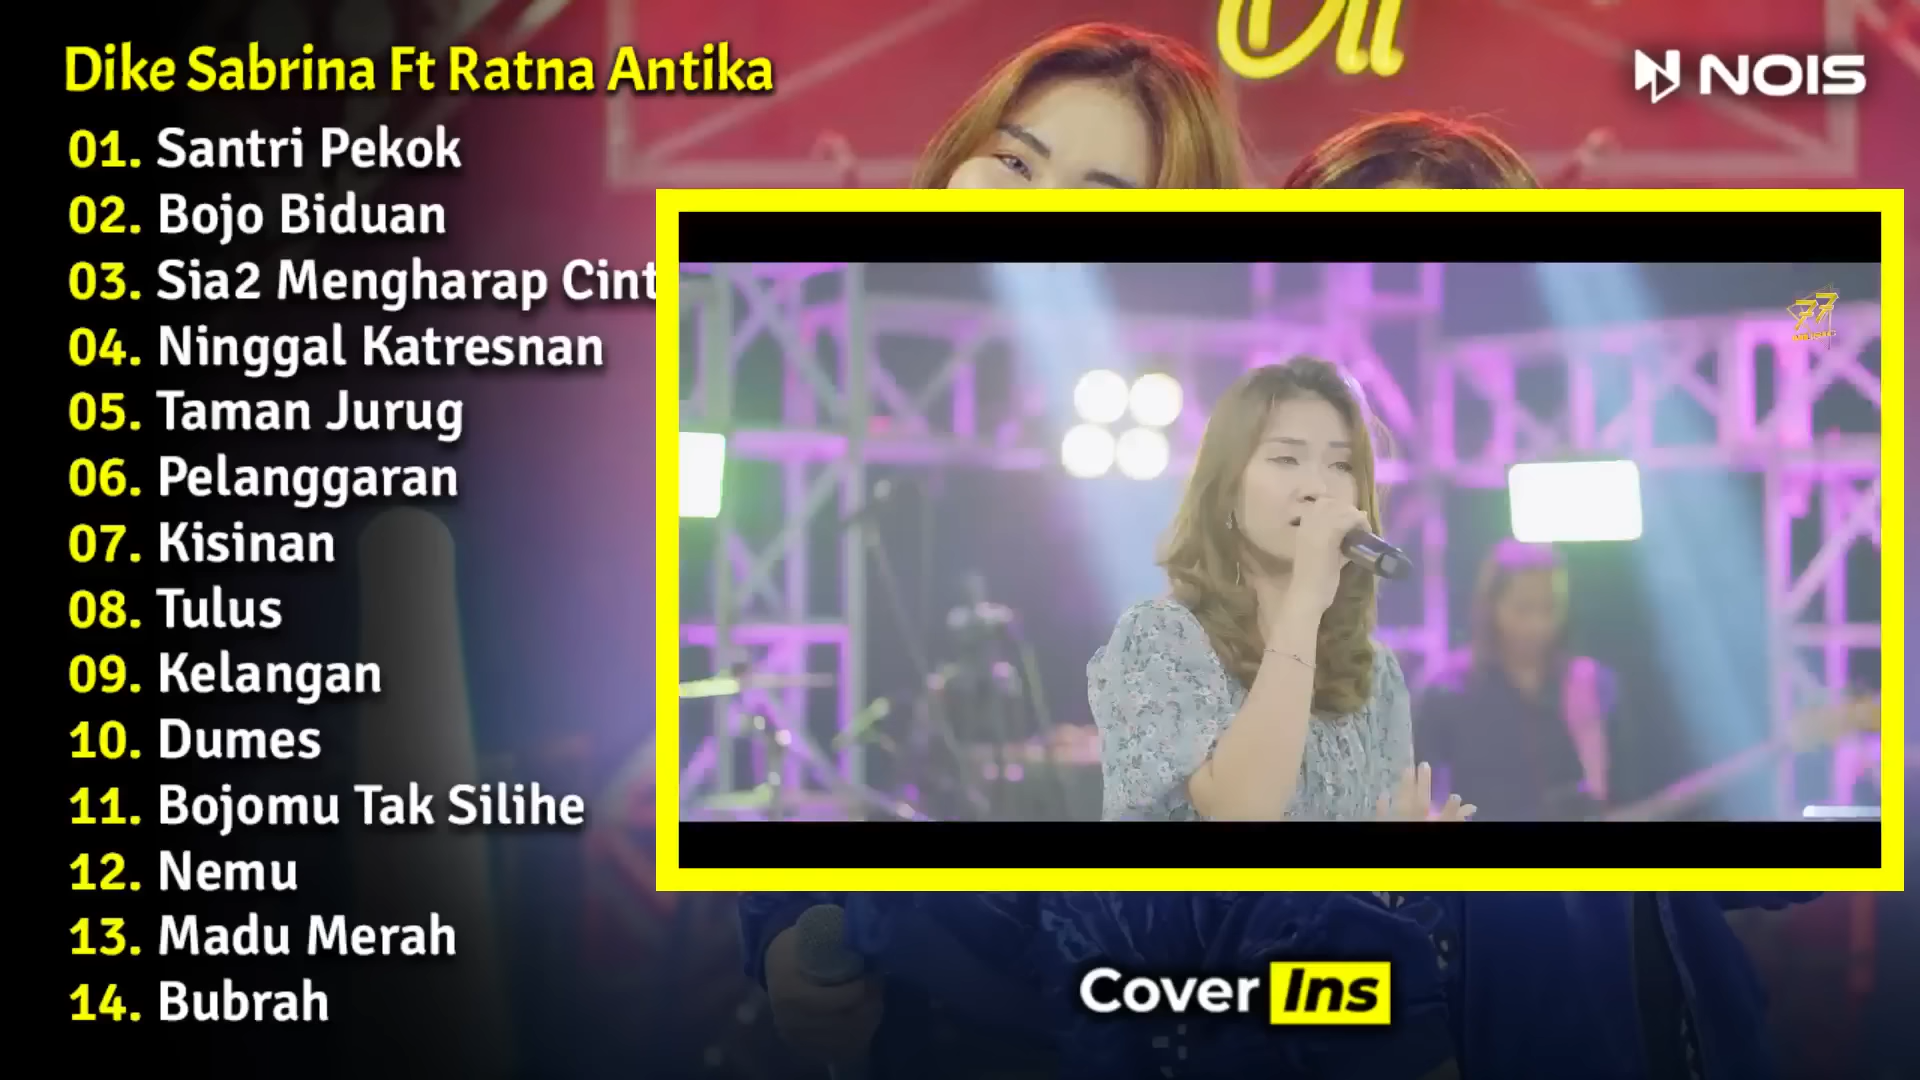 Dike Sabrina Ft Ratna Antika
NOIS
01. Santri Pekok
02. Bojo Biduan
03. Sia2 Mengharap Cint
04. Ninggal Katresnan
05. Taman Jurug
06. Pelanggaran
07. Kisinan
08. Tulus
09. Kelangan
10. Dumes
11. Bojomu Tak Silihe
12. Nemu
13. Madu Merah
14. Bubrah
77
Cover Ins